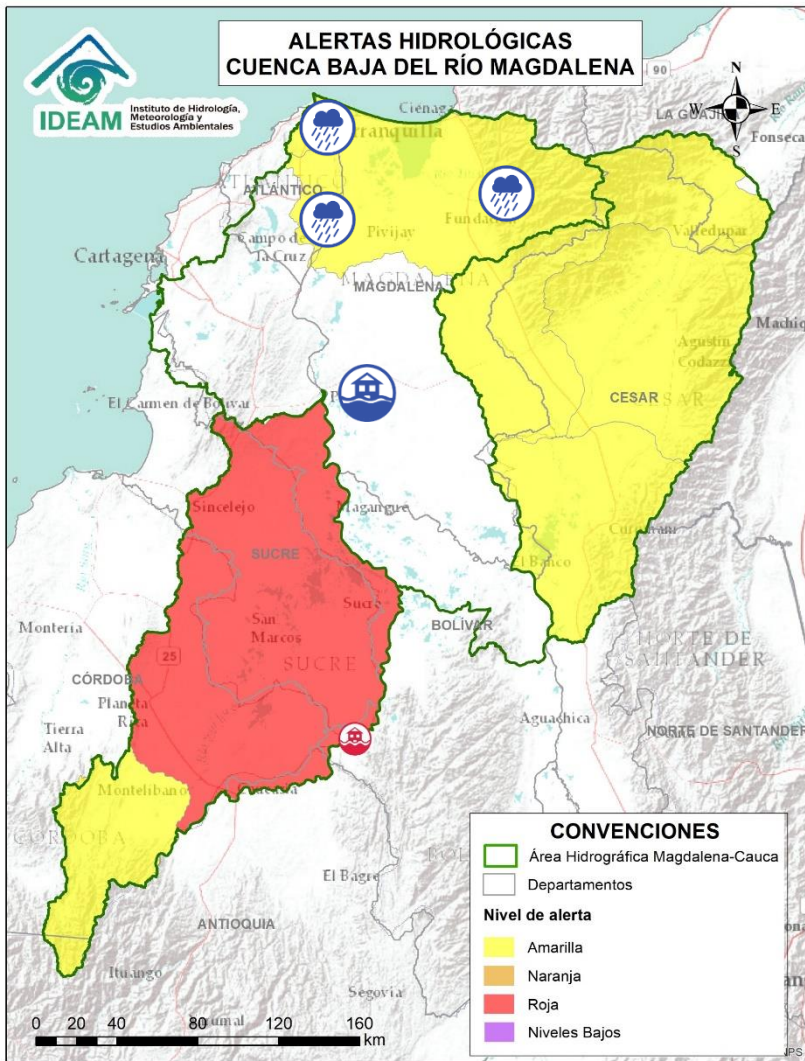 ALERTAS HIDROLÓGICAS
CUENCA BAJA DEL RÍO MAGDALENA
IDEAM
Instituto de Hidrología,
Meteorología y
Estudios Ambientales
N
W
E
S
90
Ciénaga
LA GUAJIRA
Fonseca
ATLÁNTICO
Cartagena
Campo de
la Cruz
Pivijay
Valledupar
MAGDALENA
MAGDALENA
Agustín
Codazzi
CESAR
El Carmen de Bolívar
Sincelejo
Magangué
SUCRE
Curumaní
El Banco
Sucre
San
Marcos
BOLÍVAR
Montería
25
SUCRE
NORTE DE
SANTANDER
CÓRDOBA
Planeta
Rica
Aguachica
NORTE DE SANTANDER
Tierra
Alta
Montelíbano
Caucasia
CÓRDOBA
El Bagre
ANTIOQUIA
Ituango
Segovia
CONVENCIONES
Área Hidrográfica Magdalena-Cauca
Departamentos
Nivel de alerta
Amarilla
Naranja
Roja
Niveles Bajos
0 20 40 80 120 160
km